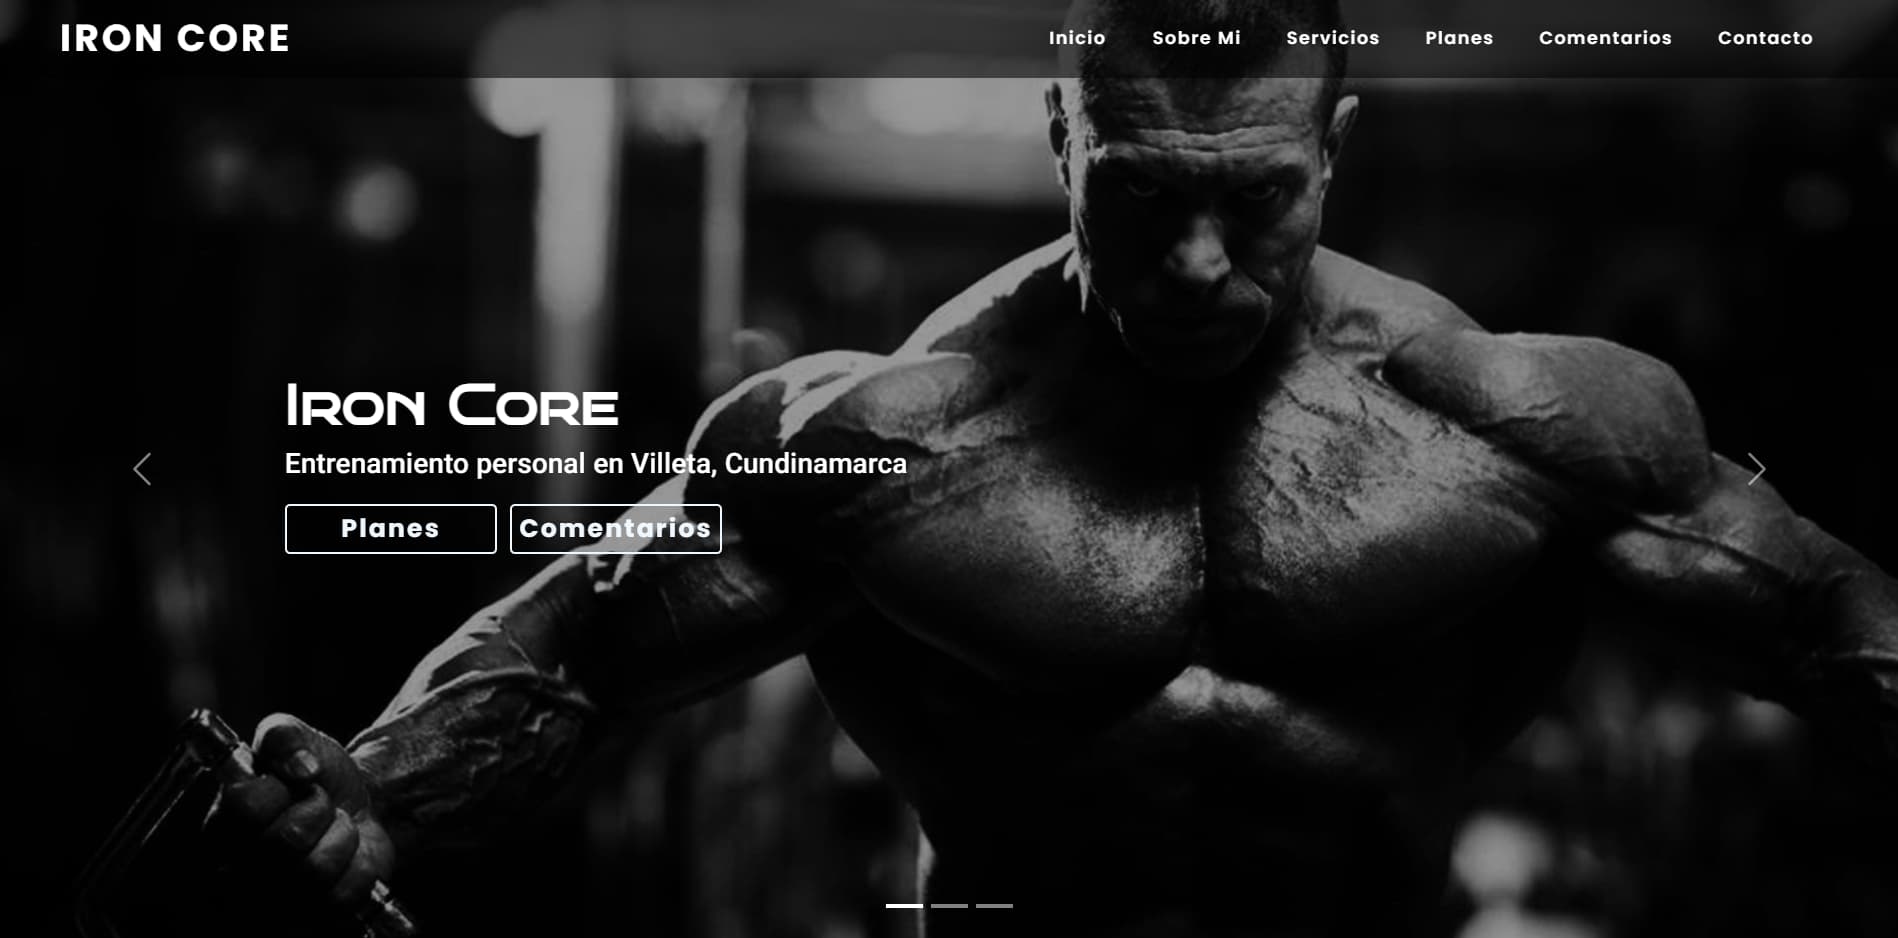 IRON CORE
Inicio Sobre Mi Servicios Planes Comentarios Contacto
Iron Core
Entrenamiento personal en Villeta, Cundinamarca
Planes Comentarios